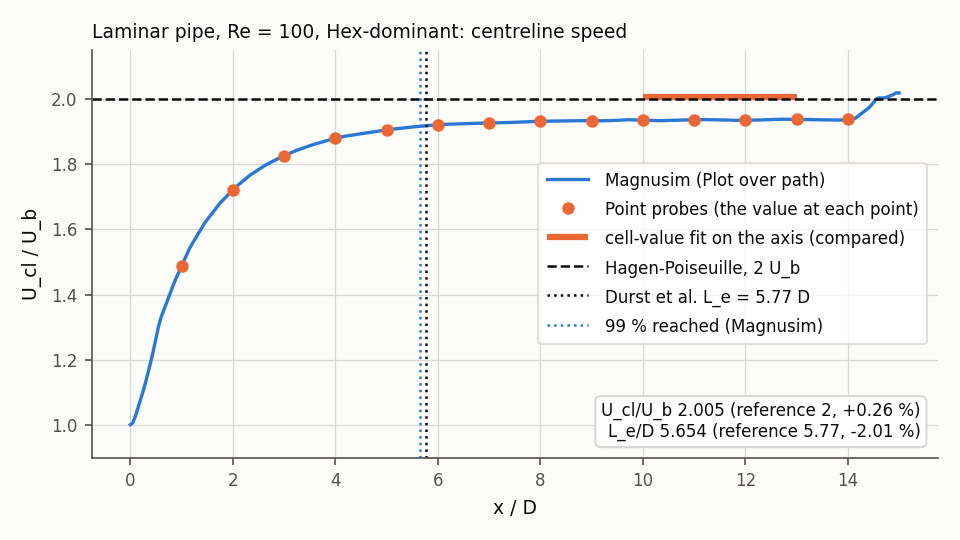 Laminar pipe, Re = 100, Hex-dominant: centreline speed
U_cl / U_b
2.0
1.8
1.6
1.4
1.2
1.0
Magnusim (Plot over path)
Point probes (the value at each point)
cell-value fit on the axis (compared)
Hagen-Poiseuille, 2 U_b
Durst et al. L_e = 5.77 D
99 % reached (Magnusim)
U_cl/U_b 2.005 (reference 2, +0.26 %)
L_e/D 5.654 (reference 5.77, -2.01 %)
0 2 4 6 8 10 12 14
x / D